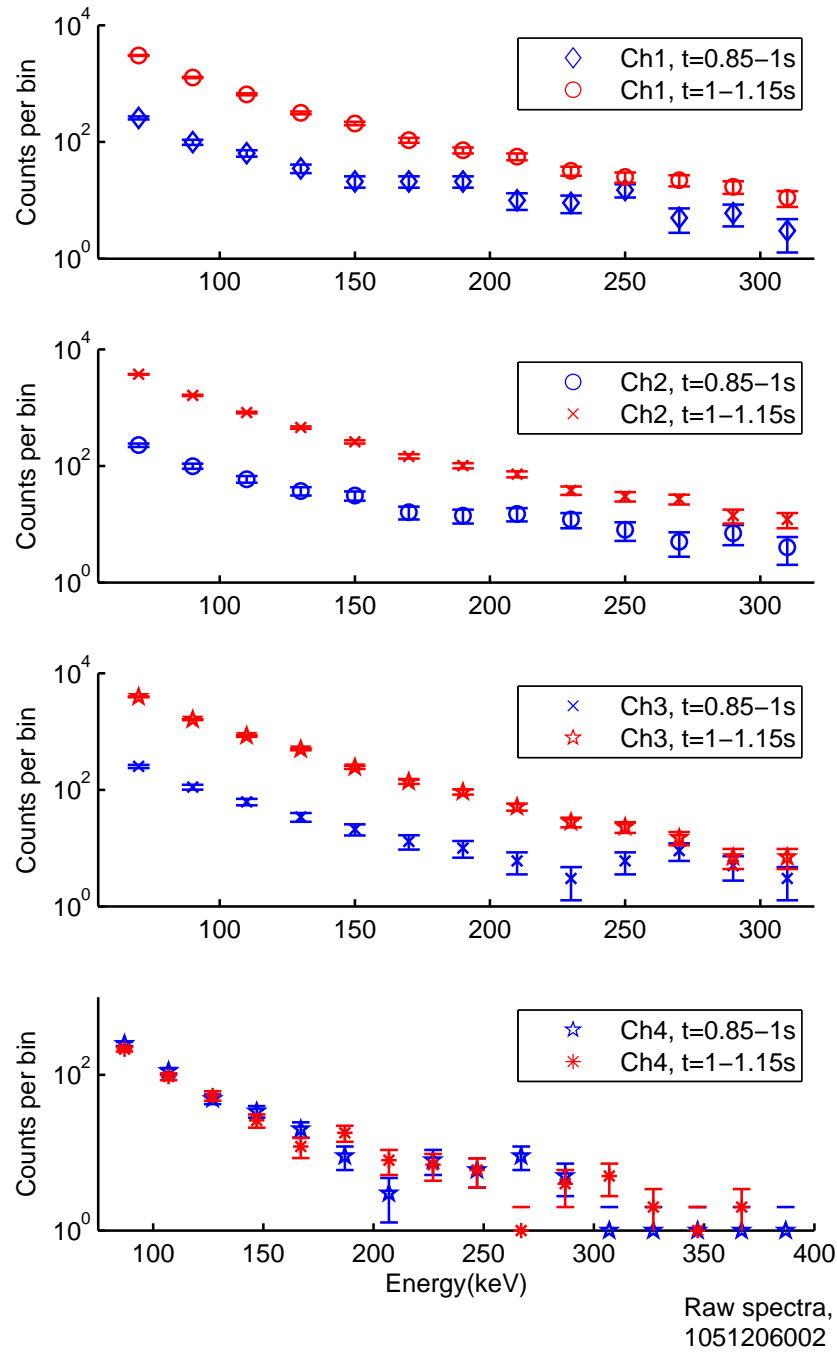 10^4
10^2
10^0
Counts per bin
Ch1, t=0.85−1s
Ch1, t=1−1.15s
100 150 200 250 300
10^4
10^2
10^0
Counts per bin
Ch2, t=0.85−1s
Ch2, t=1−1.15s
100 150 200 250 300
10^4
10^2
10^0
Counts per bin
Ch3, t=0.85−1s
Ch3, t=1−1.15s
100 150 200 250 300
10^2
10^0
Counts per bin
Ch4, t=0.85−1s
Ch4, t=1−1.15s
100 150 200 250 300 350 400
Energy(keV)
Raw spectra,
1051206002